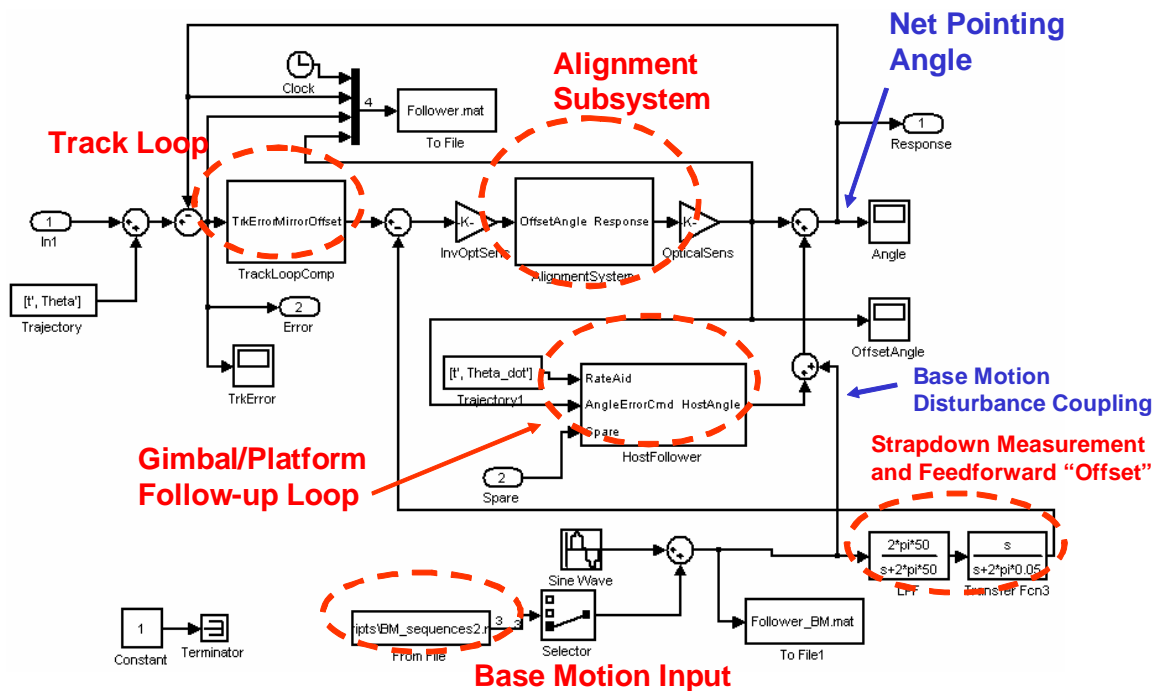 Net Pointing
Angle
Alignment
Subsystem
Clock
4
Follower.mat
To File
1
Response
Track Loop
1
In1
TrkError MirrorOffset
TrackLoopComp
-K-
InvOptSens
OffsetAngle Response
AlignmentSystem
-K-
OpticalSens
Angle
[t', Theta']
Trajectory
2
Error
TrkError
OffsetAngle
[t', Theta_dot']
Trajectory1
RateAid
AngleErrorCmd HostAngle
Spare
HostFollower
Base Motion
Disturbance Coupling
Gimbal/Platform
Follow-up Loop
2
Spare
Strapdown Measurement
and Feedforward “Offset”
2*pi*50
s+2*pi*50
LPF
s
s+2*pi*0.05
Transfer Fcn3
Sine Wave
1
Constant
Terminator
ripts\BM_sequences2.r
From File
3
3
Selector
Follower_BM.mat
To File1
Base Motion Input